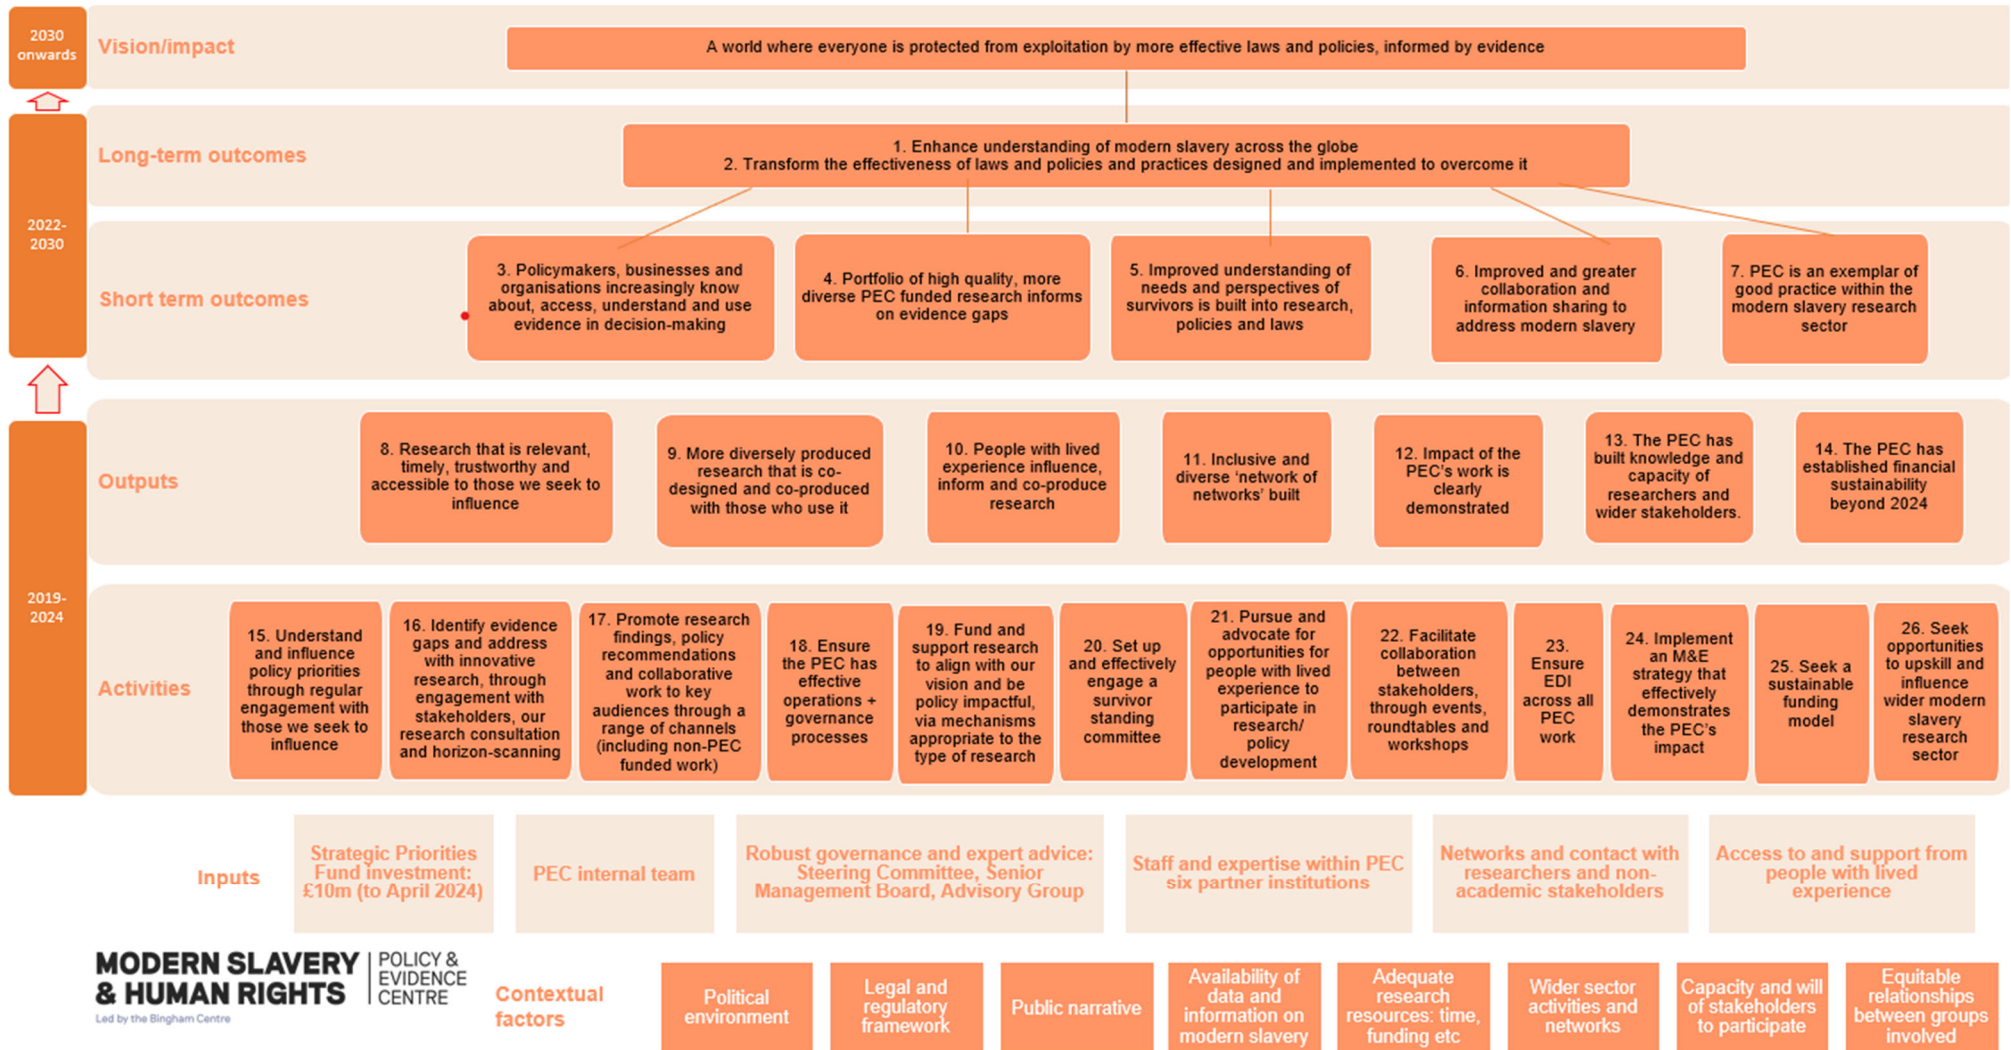 2030
onwards
Vision/impact
A world where everyone is protected from exploitation by more effective laws and policies, informed by evidence
2022-
2030
Long-term outcomes
1. Enhance understanding of modern slavery across the globe
2. Transform the effectiveness of laws and policies and practices designed and implemented to overcome it
Short term outcomes
3. Policymakers, businesses and
organisations increasingly know
about, access, understand and use
evidence in decision-making
4. Portfolio of high quality, more
diverse PEC funded research informs
on evidence gaps
5. Improved understanding of
needs and perspectives of
survivors is built into research,
policies and laws
6. Improved and greater
collaboration and
information sharing to
address modern slavery
7. PEC is an exemplar of
good practice within the
modern slavery research
sector
2019-
2024
Outputs
8. Research that is relevant,
timely, trustworthy and
accessible to those we seek to
influence
9. More diversely produced
research that is co-
designed and co-produced
with those who use it
10. People with lived
experience influence,
inform and co-produce
research
11. Inclusive and
diverse ‘network of
networks’ built
12. Impact of the
PEC’s work is
clearly
demonstrated
13. The PEC has
built knowledge and
capacity of
researchers and
wider stakeholders.
14. The PEC has
established financial
sustainability
beyond 2024
Activities
15. Understand
and influence
policy priorities
through regular
engagement with
those we seek to
influence
16. Identify evidence
gaps and address
with innovative
research, through
engagement with
stakeholders, our
research consultation
and horizon-scanning
17. Promote research
findings, policy
recommendations
and collaborative
work to key
audiences through a
range of channels
(including non-PEC
funded work)
18. Ensure
the PEC has
effective
operations +
governance
processes
19. Fund and
support research
to align with our
vision and be
policy impactful,
via mechanisms
appropriate to the
type of research
20. Set up
and effectively
engage a
survivor
standing
committee
21. Pursue and
advocate for
opportunities for
people with lived
experience to
participate in
research/
policy
development
22. Facilitate
collaboration
between
stakeholders,
through events,
roundtables and
workshops
23.
Ensure
EDI
across all
PEC
work
24. Implement
an M&E
strategy that
effectively
demonstrates
the PEC’s
impact
25. Seek a
sustainable
funding
model
26. Seek
opportunities
to upskill and
influence
wider modern
slavery
research
sector
Inputs
Strategic Priorities
Fund investment:
£10m (to April 2024)
PEC internal team
Robust governance and expert advice:
Steering Committee, Senior
Management Board, Advisory Group
Staff and expertise within PEC
six partner institutions
Networks and contact with
researchers and non-
academic stakeholders
Access to and support from
people with lived
experience
MODERN SLAVERY
& HUMAN RIGHTS
POLICY &
EVIDENCE
CENTRE
Led by the Bingham Centre
Contextual
factors
Political
environment
Legal and
regulatory
framework
Public narrative
Availability of
data and
information on
modern slavery
Adequate
research
resources: time,
funding etc
Wider sector
activities and
networks
Capacity and will
of stakeholders
to participate
Equitable
relationships
between groups
involved